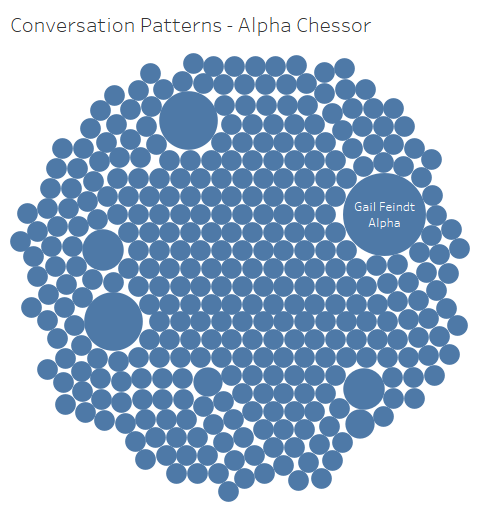 Conversation Patterns - Alpha Chessor
Gail Feindt
Alpha